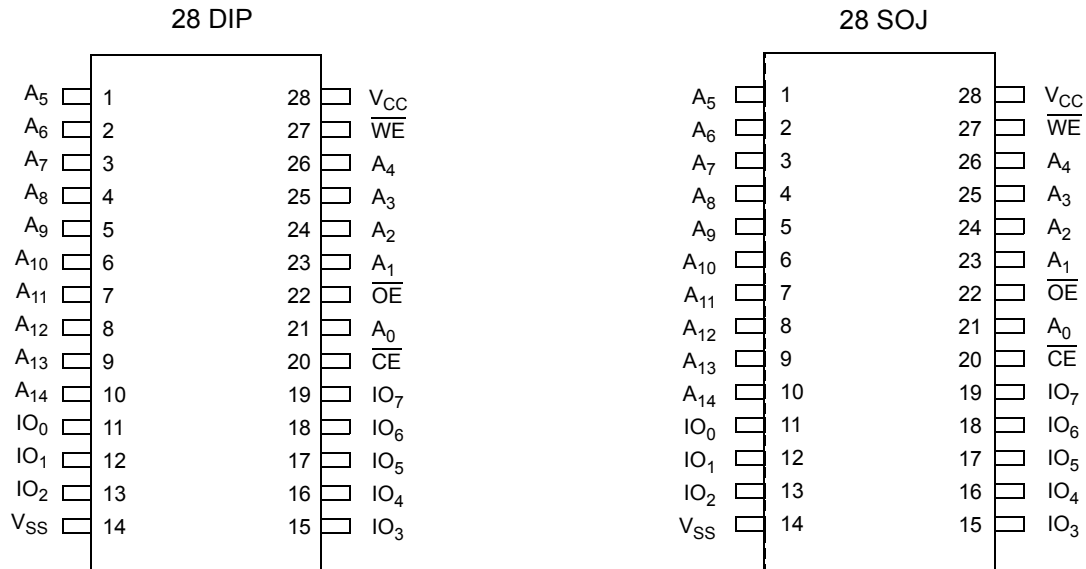 28 DIP
A5 1 28 VCC
A6 2 27 WE
A7 3 26 A4
A8 4 25 A3
A9 5 24 A2
A10 6 23 A1
A11 7 22 OE
A12 8 21 A0
A13 9 20 CE
A14 10 19 IO7
IO0 11 18 IO6
IO1 12 17 IO5
IO2 13 16 IO4
VSS 14 15 IO3
28 SOJ
A5 1 28 VCC
A6 2 27 WE
A7 3 26 A4
A8 4 25 A3
A9 5 24 A2
A10 6 23 A1
A11 7 22 OE
A12 8 21 A0
A13 9 20 CE
A14 10 19 IO7
IO0 11 18 IO6
IO1 12 17 IO5
IO2 13 16 IO4
VSS 14 15 IO3